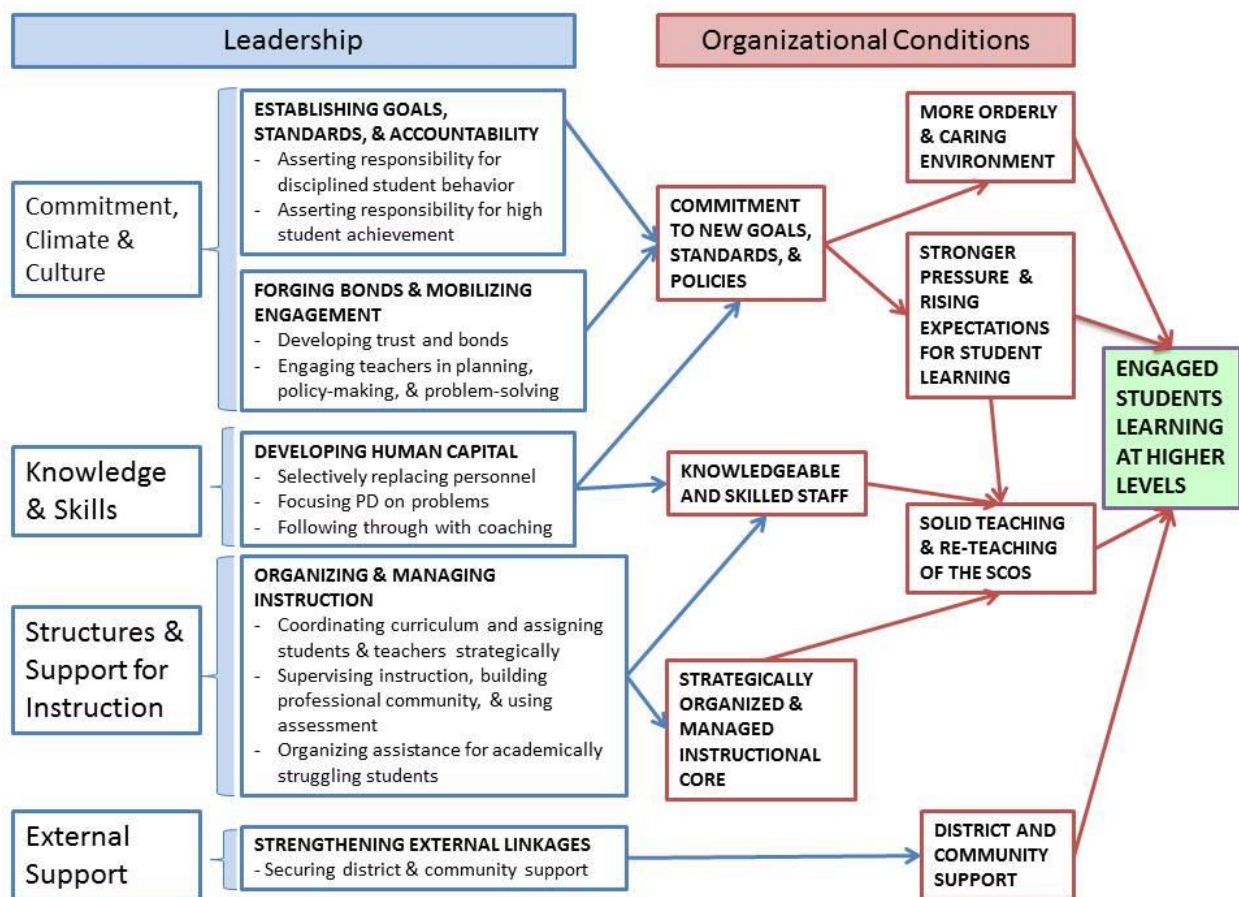 Leadership
Organizational Conditions
Commitment,
Climate &
Culture
ESTABLISHING GOALS,
STANDARDS, & ACCOUNTABILITY
- Asserting responsibility for
disciplined student behavior
- Asserting responsibility for high
student achievement
FORGING BONDS & MOBILIZING
ENGAGEMENT
- Developing trust and bonds
- Engaging teachers in planning,
policy-making, & problem-solving
Knowledge
& Skills
DEVELOPING HUMAN CAPITAL
- Selectively replacing personnel
- Focusing PD on problems
- Following through with coaching
Structures &
Support for
Instruction
ORGANIZING & MANAGING
INSTRUCTION
- Coordinating curriculum and assigning
students & teachers strategically
- Supervising instruction, building
professional community, & using
assessment
- Organizing assistance for academically
struggling students
External
Support
STRENGTHENING EXTERNAL LINKAGES
- Securing district & community support
COMMITMENT
TO NEW GOALS,
STANDARDS, &
POLICIES
KNOWLEDGEABLE
AND SKILLED STAFF
STRATEGICALLY
ORGANIZED &
MANAGED
INSTRUCTIONAL
CORE
MORE ORDERLY
& CARING
ENVIRONMENT
STRONGER
PRESSURE &
RISING
EXPECTATIONS
FOR STUDENT
LEARNING
SOLID TEACHING
& RE-TEACHING
OF THE SCOS
DISTRICT AND
COMMUNITY
SUPPORT
ENGAGED
STUDENTS
LEARNING
AT HIGHER
LEVELS